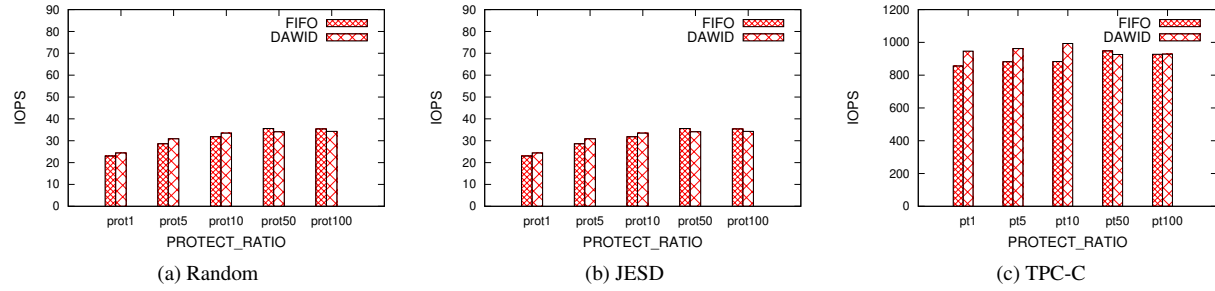 90
80
70
60
50
40
30
20
10
0
IOPS
FIFO
DAWID
prot1 prot5 prot10 prot50 prot100
PROTECT_RATIO
(a) Random
90
80
70
60
50
40
30
20
10
0
IOPS
FIFO
DAWID
prot1 prot5 prot10 prot50 prot100
PROTECT_RATIO
(b) JESD
1200
1000
800
600
400
200
0
IOPS
FIFO
DAWID
pt1 pt5 pt10 pt50 pt100
PROTECT_RATIO
(c) TPC-C